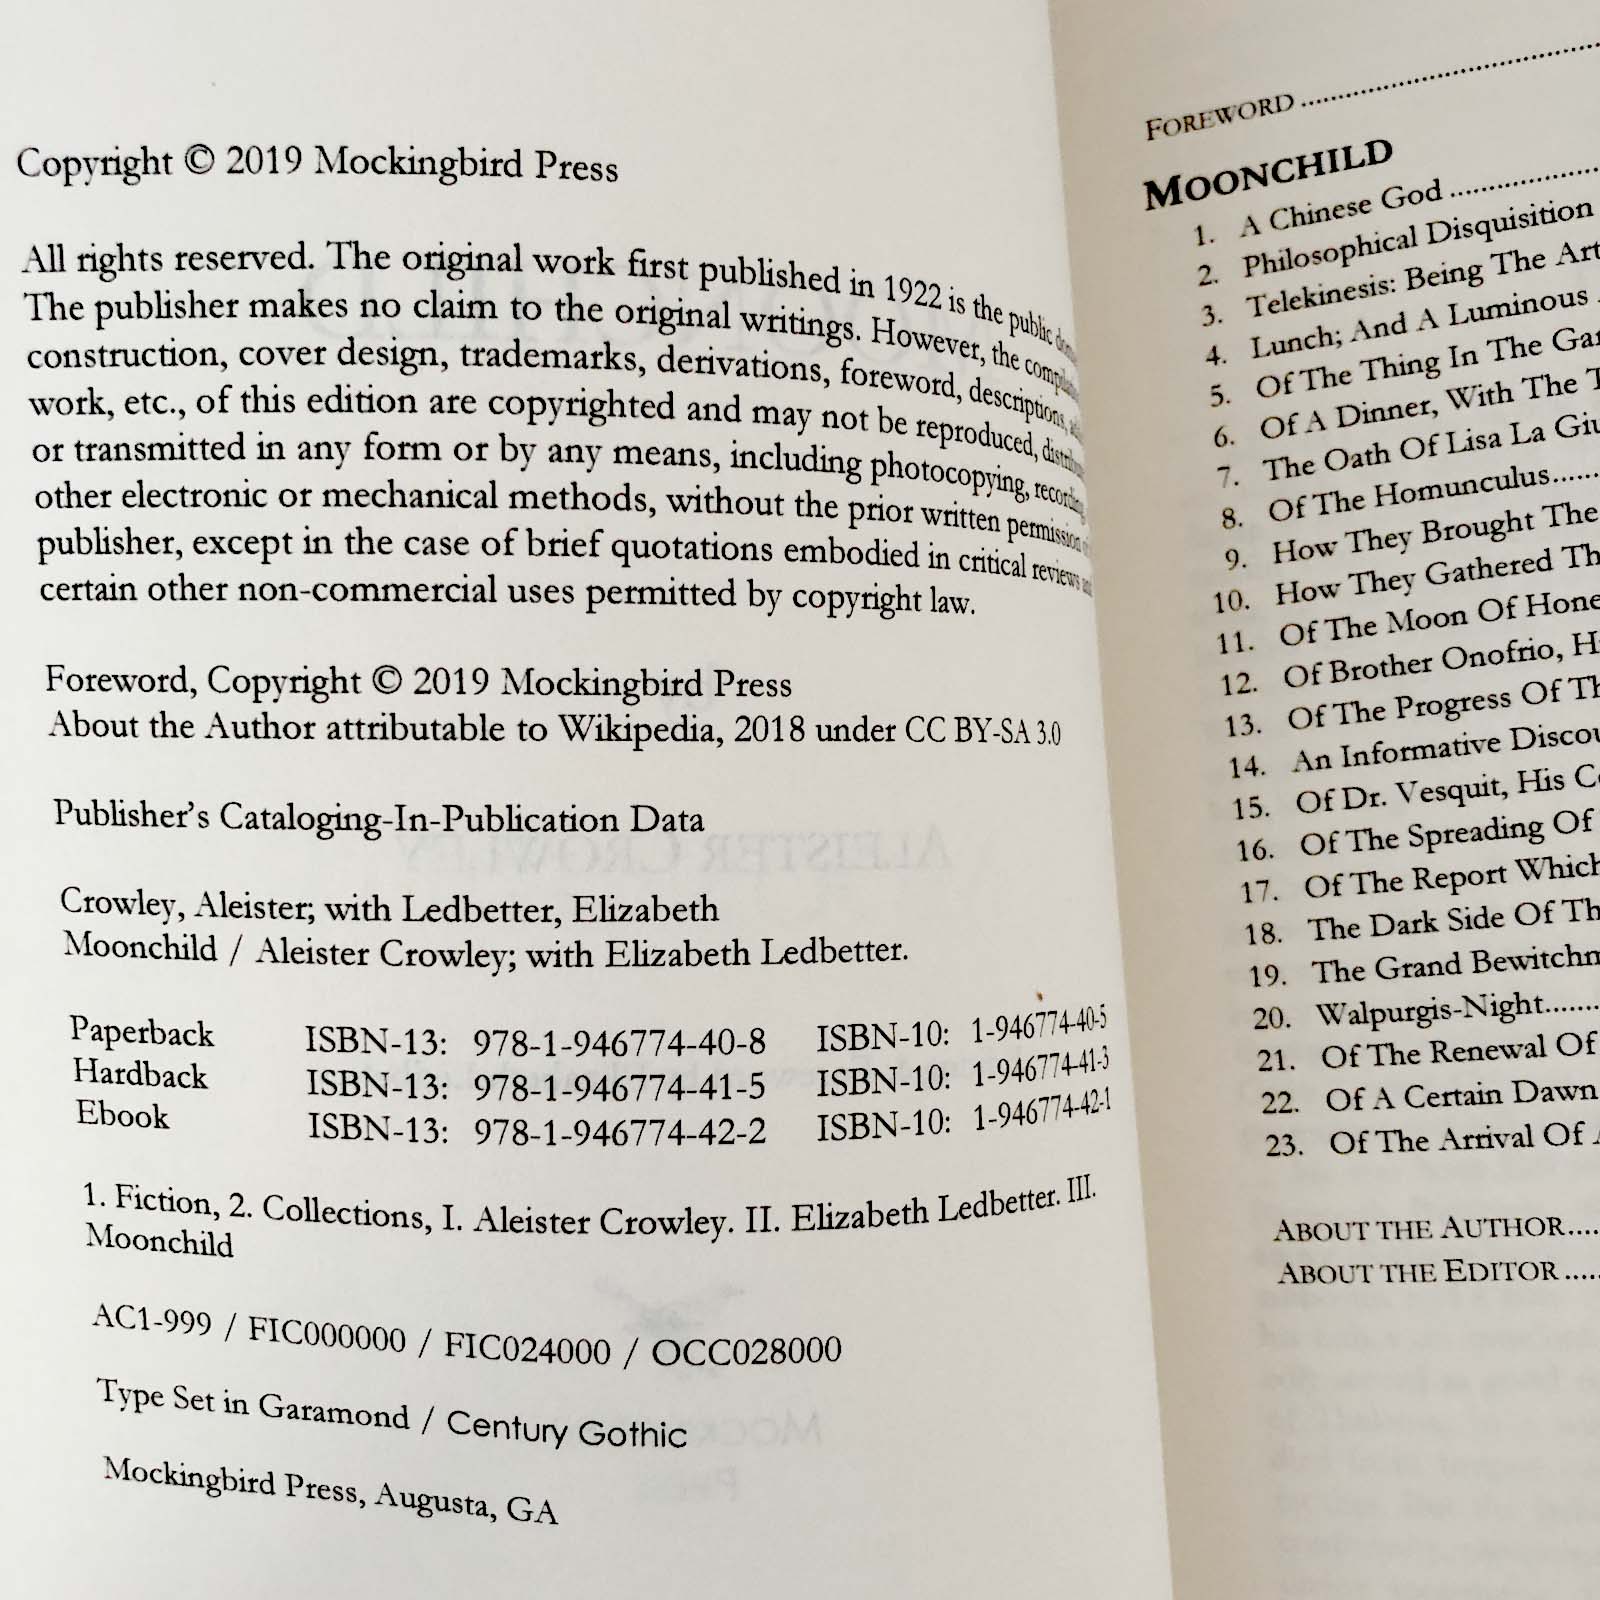 Copyright © 2019 Mockingbird Press
All rights reserved. The original work first published in 1922 is the public
The publisher makes no claim to the original writings. However, the
construction, cover design, trademarks, derivations, foreword, descriptions,
work, etc., of this edition are copyrighted and may not be reproduced,
or transmitted in any form or by any means, including photocopying, recording
other electronic or mechanical methods, without the prior written permission
publisher, except in the case of brief quotations embodied in critical reviews and
certain other non-commercial uses permitted by copyright law.
Foreword, Copyright © 2019 Mockingbird Press
About the Author attributable to Wikipedia, 2018 under CC BY-SA 3.0
Publisher's Cataloging-In-Publication Data
Crowley, Aleister; with Ledbetter, Elizabeth
Moonchild / Aleister Crowley; with Elizabeth Ledbetter.
Paperback ISBN-13: 978-1-946774-40-8 ISBN-10: 1-946774-40-5
Hardback ISBN-13: 978-1-946774-41-5 ISBN-10: 1-946774-41-3
Ebook ISBN-13: 978-1-946774-42-2 ISBN-10: 1-946774-42-1
1. Fiction, 2. Collections, I. Aleister Crowley. II. Elizabeth Ledbetter. III.
Moonchild
AC1-999 / FIC000000 / FIC024000 / OCC028000
Type Set in Garamond / Century Gothic
Mockingbird Press, Augusta, GA
FOREWORD
MOONCHILD
1. A Chinese God
2. Philosophical Disquisition
3. Telekinesis: Being The Art
4. Lunch; And A Luminous
5. Of The Thing In The Gar
6. Of A Dinner, With The T
7. The Oath Of Lisa La Giu
8. Of The Homunculus
9. How They Brought The
10. How They Gathered Th
11. Of The Moon Of Hone
12. Of Brother Onofrio, H
13. Of The Progress Of Th
14. An Informative Discou
15. Of Dr. Vesquit, His C
16. Of The Spreading Of
17. Of The Report Which
18. The Dark Side Of Th
19. The Grand Bewitchm
20. Walpurgis-Night
21. Of The Renewal Of
22. Of A Certain Dawn
23. Of The Arrival Of
ABOUT THE AUTHOR
ABOUT THE EDITOR